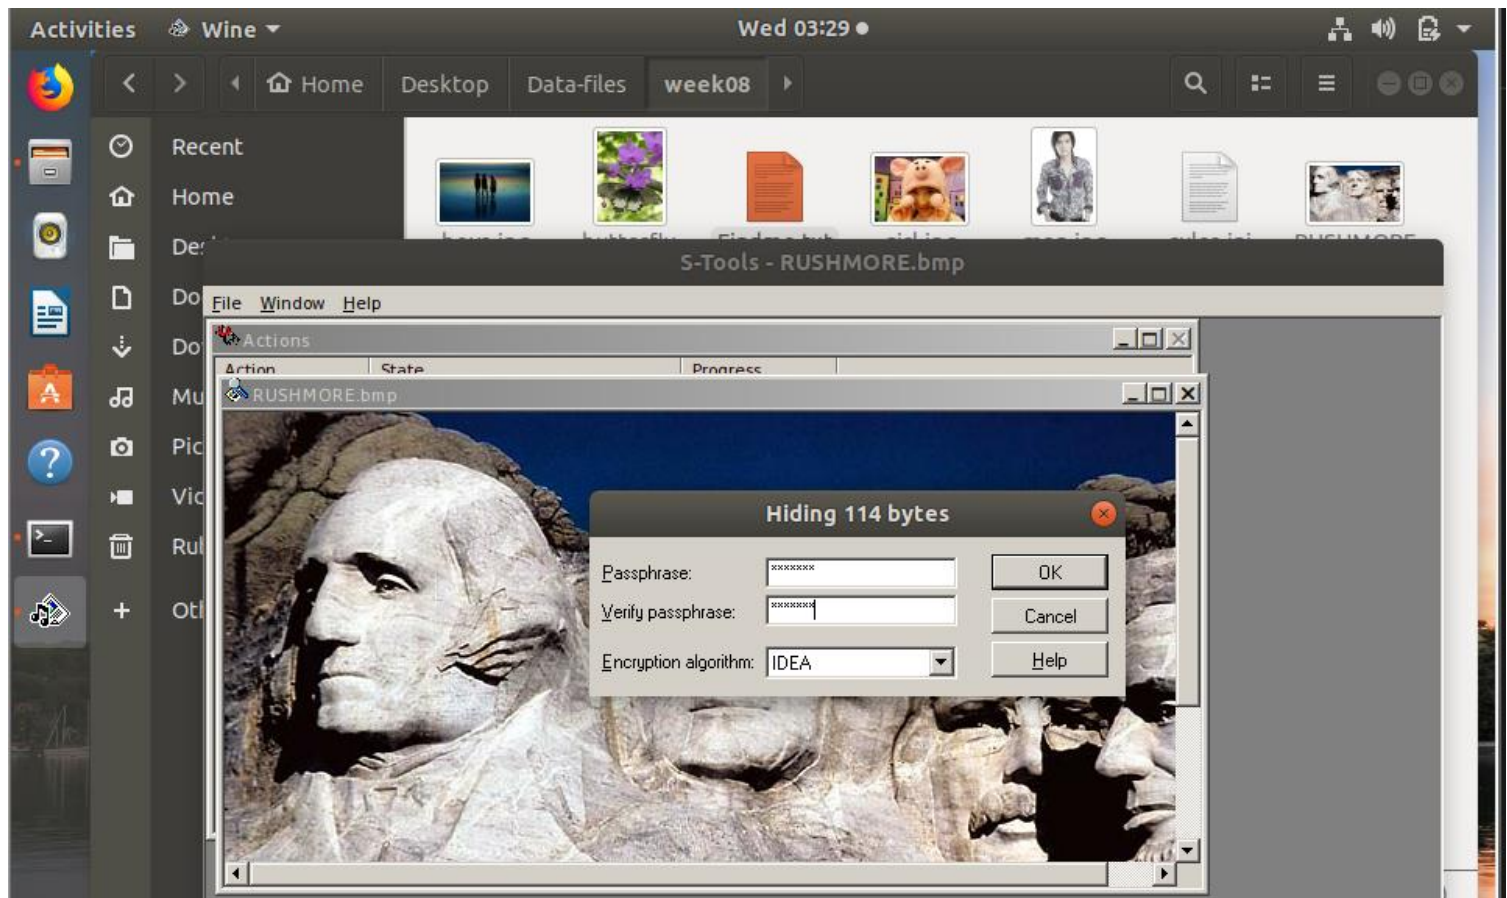 Activities Wine Wed 03:29
Home Desktop Data-files week08
Recent
Home
S-Tools - RUSHMORE.bmp
File Window Help
Actions
Action State Progress
RUSHMORE.bmp
Hiding 114 bytes
Passphrase: ******* OK
Verify passphrase: ******* Cancel
Encryption algorithm: IDEA Help